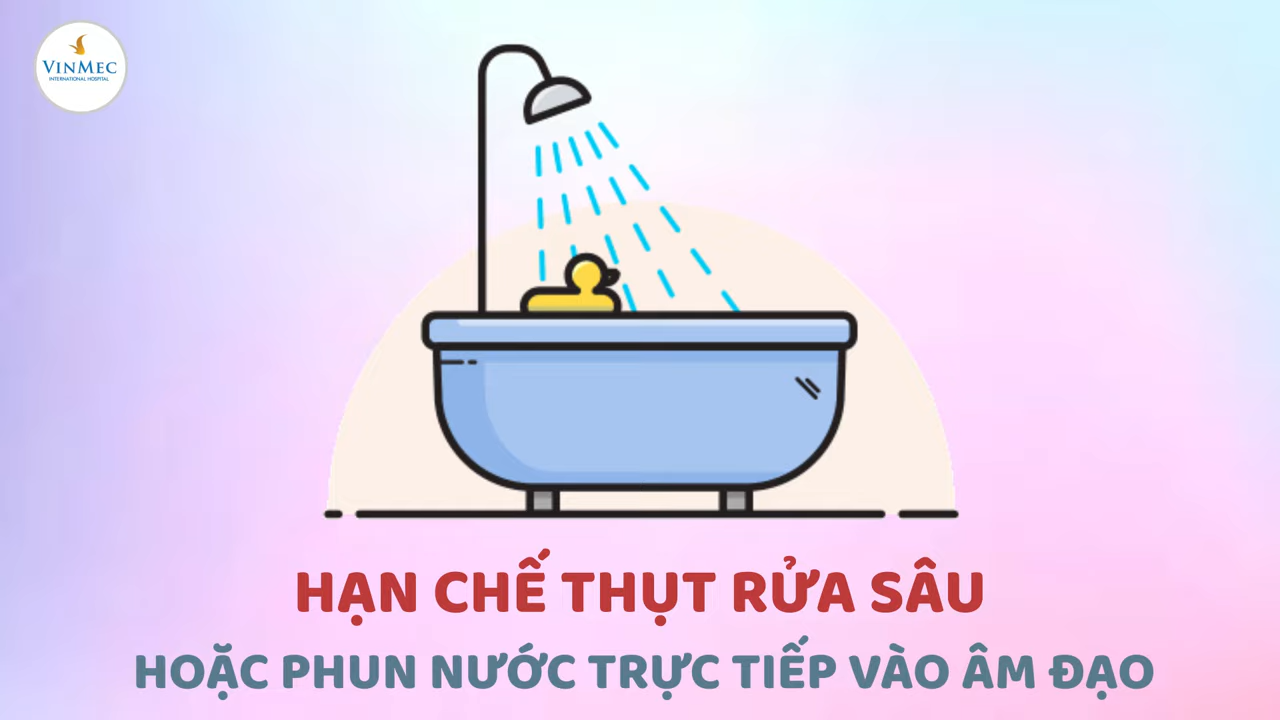 VINMEC
INTERNATIONAL HOSPITAL
HẠN CHẾ THỤT RỬA SÂU
HOẶC PHUN NƯỚC TRỰC TIẾP VÀO ÂM ĐẠO